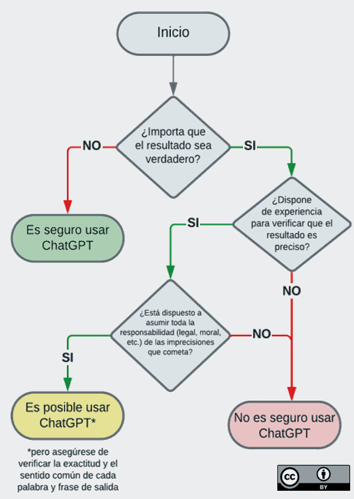 Inicio
¿Importa que
el resultado sea
verdadero?
NO
SI
Es seguro usar
ChatGPT
¿Dispone
de experiencia
para verificar que el
resultado es
preciso?
SI
NO
¿Está dispuesto a
asumir toda la
responsabilidad (legal, moral,
etc.) de las imprecisiones
que cometa?
SI
NO
Es posible usar
ChatGPT*
No es seguro usar
ChatGPT
*pero asegúrese de
verificar la exactitud y el
sentido común de cada
palabra y frase de salida
cc
BY